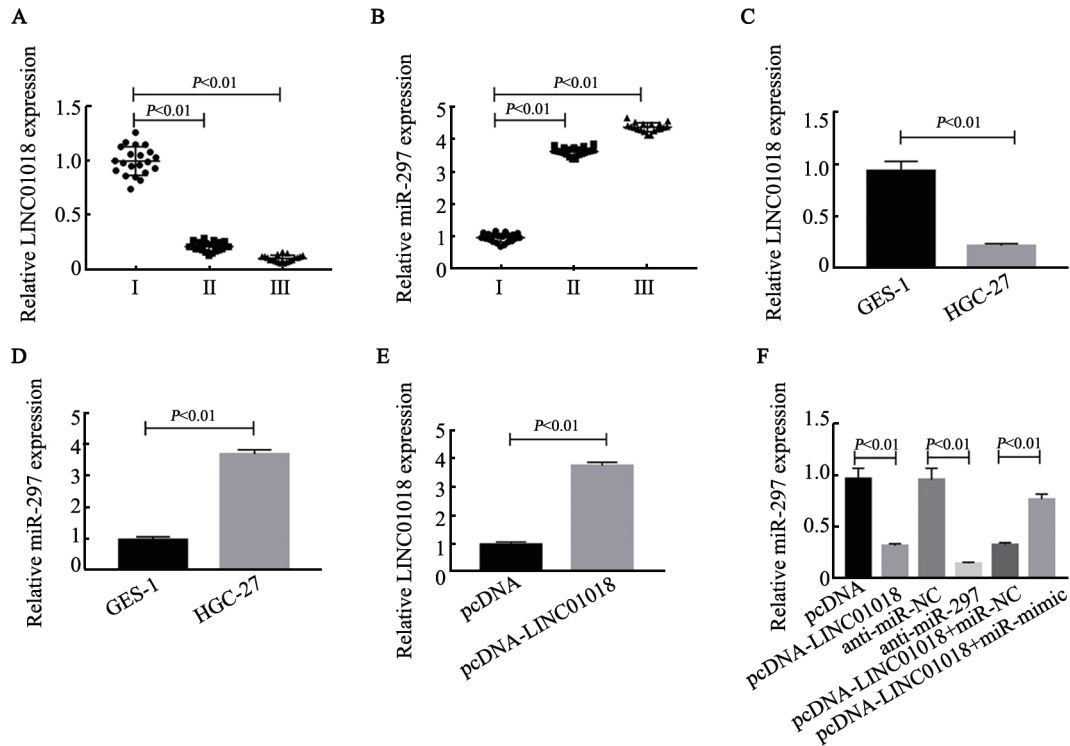 A
Relative LINC01018 expression
P<0.01
P<0.01
1.5
1.0
0.5
0
I II III
B
Relative miR-297 expression
P<0.01
P<0.01
5
4
3
2
1
0
I II III
C
Relative LINC01018 expression
P<0.01
1.5
1.0
0.5
0
GES-1
HGC-27
D
Relative miR-297 expression
P<0.01
5
4
3
2
1
0
GES-1
HGC-27
E
Relative LINC01018 expression
P<0.01
5
4
3
2
1
0
pcDNA
pcDNA-LINC01018
F
Relative miR-297 expression
P<0.01 P<0.01 P<0.01
1.5
1.0
0.5
0
pcDNA
pcDNA-LINC01018
anti-miR-NC
anti-miR-297
pcDNA-LINC01018+miR-NC
pcDNA-LINC01018+miR-mimic